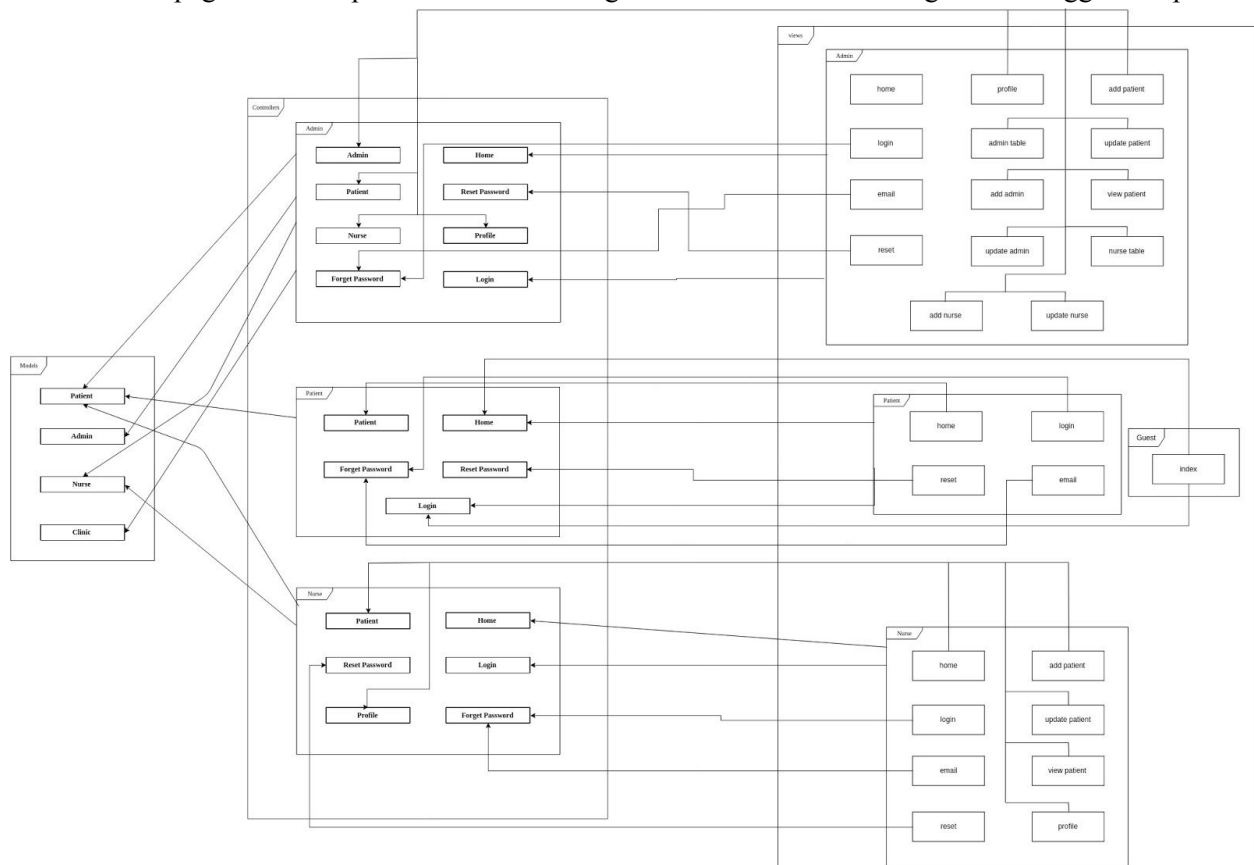 views
Admin
home
profile
add patient
login
admin table
update patient
email
add admin
view patient
reset
update admin
nurse table
add nurse
update nurse
Controllers
Admin
Admin
Home
Patient
Reset Password
Nurse
Profile
Forget Password
Login
Models
Patient
Admin
Nurse
Clinic
Patient
Patient
Home
Forget Password
Reset Password
Login
Patient
home
login
reset
email
Guest
index
Nurse
Patient
Home
Reset Password
Login
Profile
Forget Password
Nurse
home
add patient
login
update patient
email
view patient
reset
profile